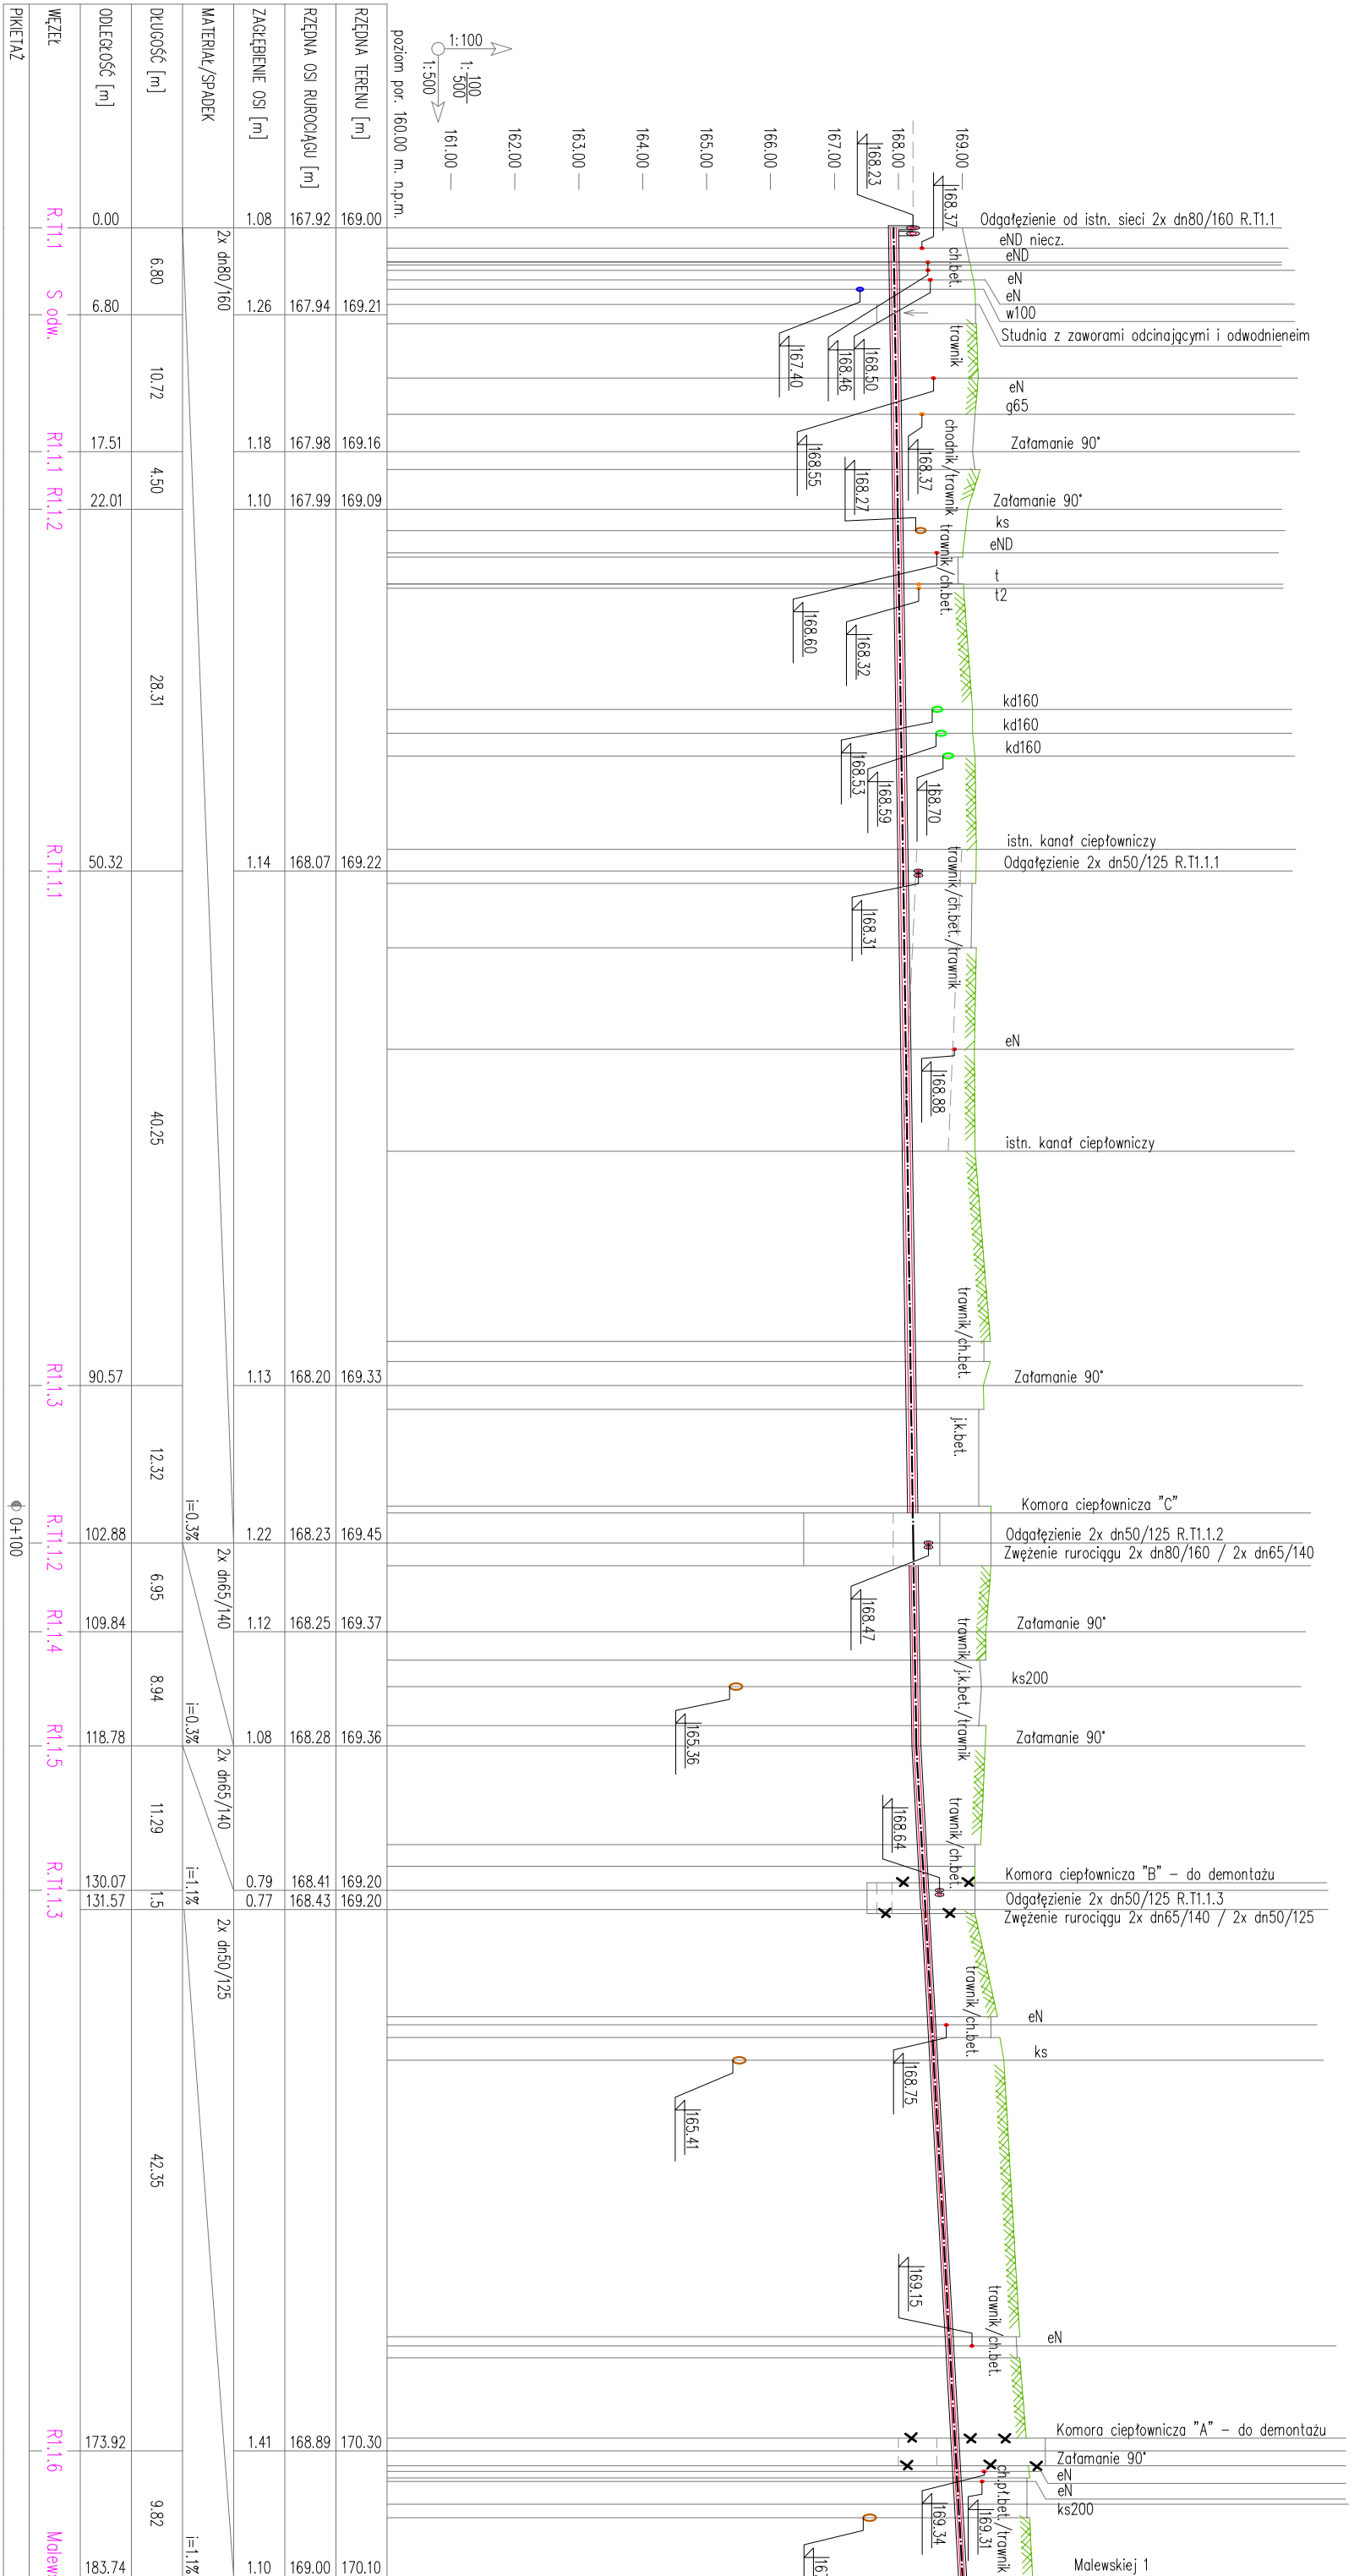 1:100
1:100/500
1:500
poziom por. 160.00 m. n.p.m.
161.00
162.00
163.00
164.00
165.00
166.00
167.00
168.00
169.00
RZĘDNA TERENU [m]
169.00
169.21
169.16
169.09
169.22
169.33
169.45
169.37
169.36
169.20
169.20
170.30
170.10
RZĘDNA OSI RUROCIĄGU [m]
167.92
167.94
167.98
167.99
168.07
168.20
168.23
168.25
168.28
168.41
168.43
168.89
169.00
ZAGŁĘBIENIE OSI [m]
1.08
1.26
1.18
1.10
1.14
1.13
1.22
1.12
1.08
0.79
0.77
1.41
1.10
MATERIAŁ/SPADEK
2x dn80/160
i=0.3%
2x dn65/140
i=0.3%
2x dn65/140
i=1.1%
2x dn50/125
i=1.1%
DŁUGOŚĆ [m]
6.80
10.72
4.50
28.31
40.25
12.32
6.95
8.94
11.29
1.5
42.35
9.82
ODLEGŁOŚĆ [m]
0.00
6.80
17.51
22.01
50.32
90.57
102.88
109.84
118.78
130.07
131.57
173.92
183.74
WĘZEŁ
R.T1.1
S odw.
R1.1.1
R1.1.2
R.T1.1.1
R1.1.3
R.T1.1.2
R1.1.4
R1.1.5
R.T1.1.3
R1.1.6
PIKIETAŻ
0+100
Odgałęzienie od istn. sieci 2x dn80/160 R.T1.1
eND niecz.
eND
eN
eN
w100
Studnia z zaworami odcinającymi i odwodnieneim
eN
g65
Załamanie 90°
Załamanie 90°
ks
eND
t
t2
kd160
kd160
kd160
istn. kanał ciepłowniczy
Odgałęzienie 2x dn50/125 R.T1.1.1
eN
istn. kanał ciepłowniczy
Załamanie 90°
Komora ciepłownicza "C"
Odgałęzienie 2x dn50/125 R.T1.1.2
Zwężenie rurociągu 2x dn80/160 / 2x dn65/140
Załamanie 90°
ks200
Załamanie 90°
Komora ciepłownicza "B" – do demontażu
Odgałęzienie 2x dn50/125 R.T1.1.3
Zwężenie rurociągu 2x dn65/140 / 2x dn50/125
eN
ks
eN
Komora ciepłownicza "A" – do demontażu
Załamanie 90°
eN
eN
ks200
Malewskiej 1
ch.bet.
trawnik
chodnik/trawnik
trawnik/ch.bet.
trawnik/ch.bet./trawnik
trawnik/ch.bet.
j.k.bet.
trawnik/j.k.bet./trawnik
trawnik/ch.bet.
trawnik/ch.bet.
trawnik/ch.bet.
ch.pł.bet./trawnik
168.23
168.37
167.40
168.46
168.50
168.55
168.37
168.27
168.60
168.32
168.53
168.59
168.70
168.31
168.88
168.47
165.36
168.64
168.75
165.41
169.15
169.34
169.31